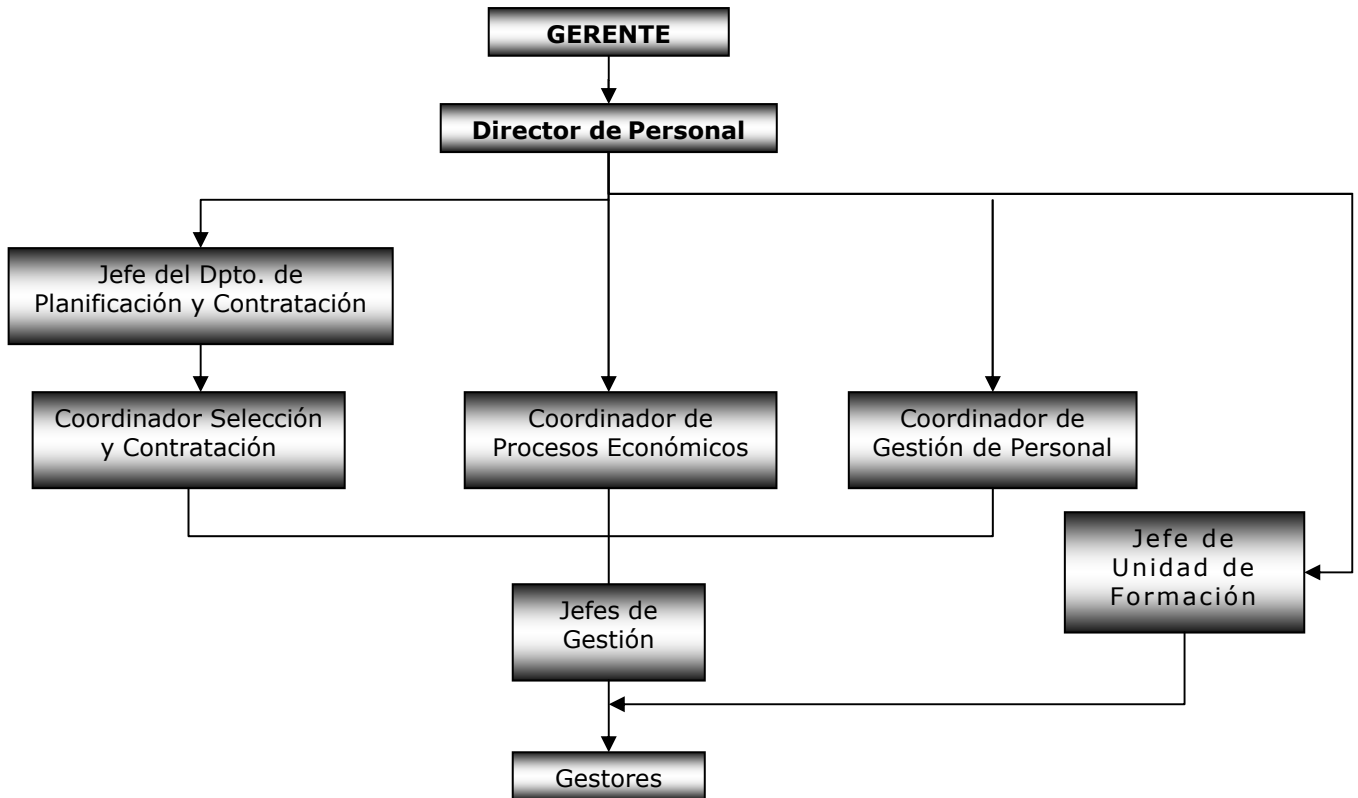 GERENTE
Director de Personal
Jefe del Dpto. de
Planificación y Contratación
Coordinador Selección
y Contratación
Coordinador de
Procesos Económicos
Coordinador de
Gestión de Personal
Jefe de
Unidad de
Formación
Jefes de
Gestión
Gestores